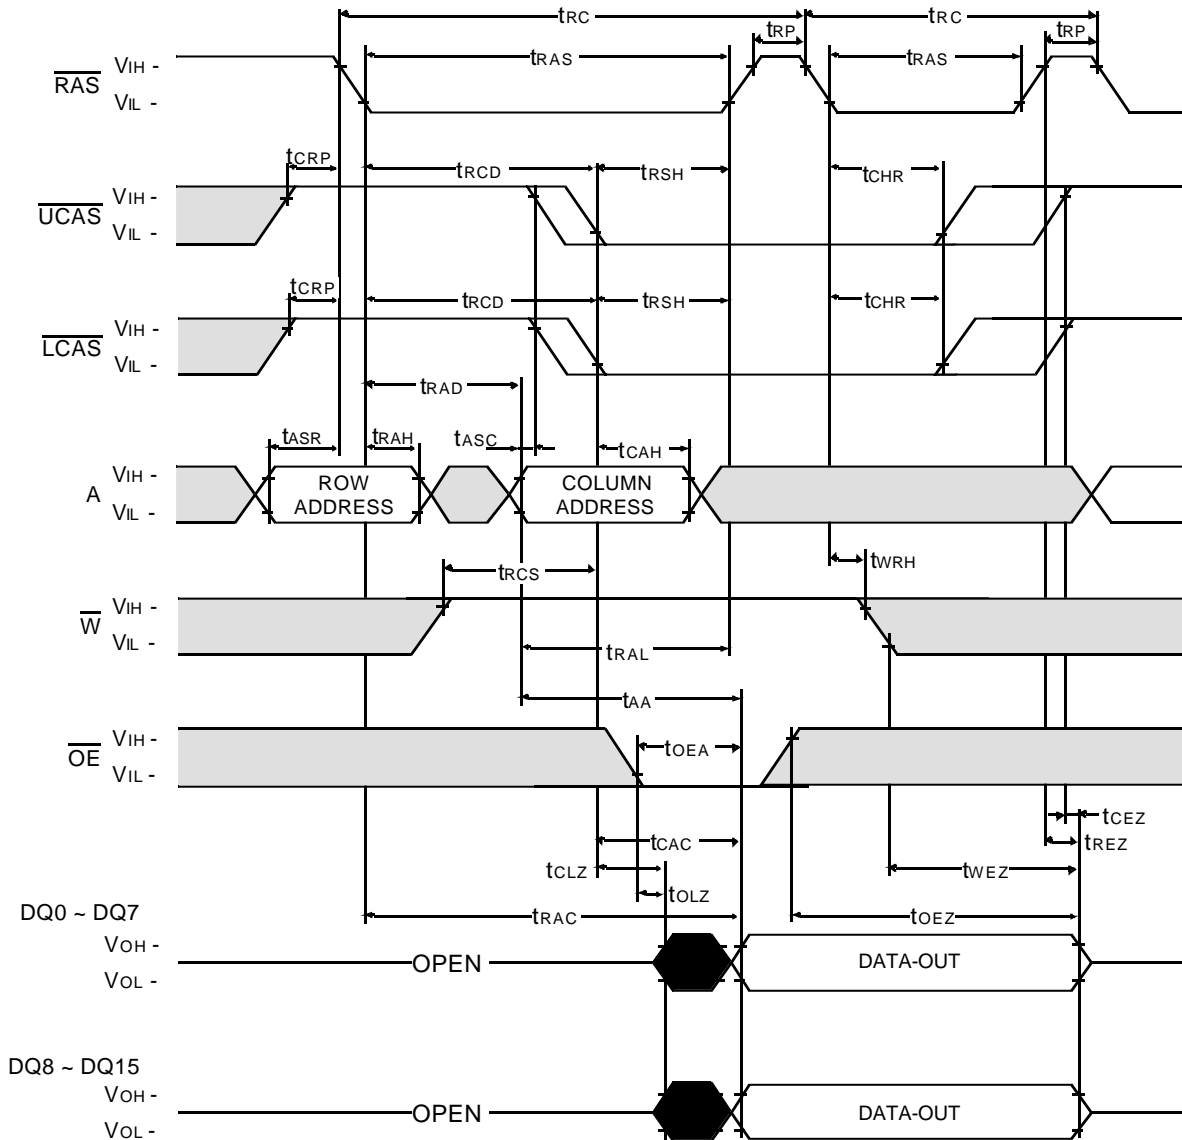 tRC tRC
tRP tRP
tRAS tRAS
RAS VIH -
VIL -
tCRP tRCD tRSH tCHR
UCAS VIH -
VIL -
tCRP tRCD tRSH tCHR
LCAS VIH -
VIL -
tRAD
tASR tRAH tASC tCAH
A VIH -
VIL -
ROW ADDRESS
COLUMN ADDRESS
tRCS tWRH
W VIH -
VIL -
tRAL
tAA
OE VIH -
VIL -
tOEA
tCEZ
tCAC tREZ
tCLZ tWEZ
tOLZ
DQ0 ~ DQ7 tRAC tOEZ
VOH -
VOL -
OPEN DATA-OUT
DQ8 ~ DQ15
VOH -
VOL -
OPEN DATA-OUT